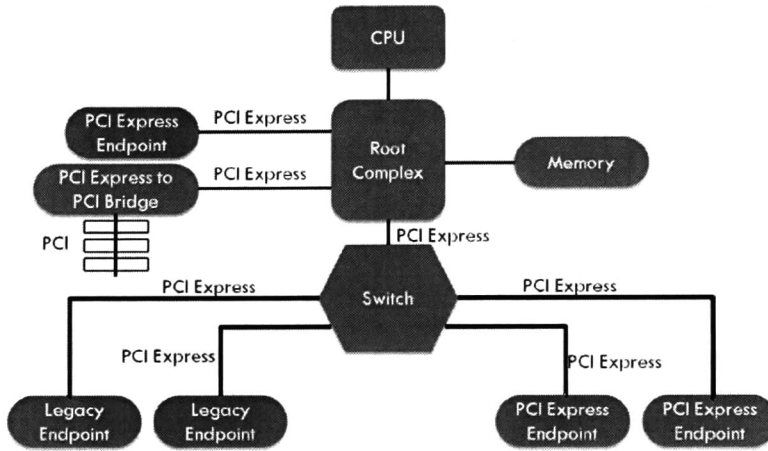 CPU
PCI Express
Endpoint
PCI Express
Root
Complex
Memory
PCI Express to
PCI Bridge
PCI Express
PCI
PCI Express
Switch
PCI Express
PCI Express
PCI Express
PCI Express
Legacy
Endpoint
Legacy
Endpoint
PCI Express
Endpoint
PCI Express
Endpoint